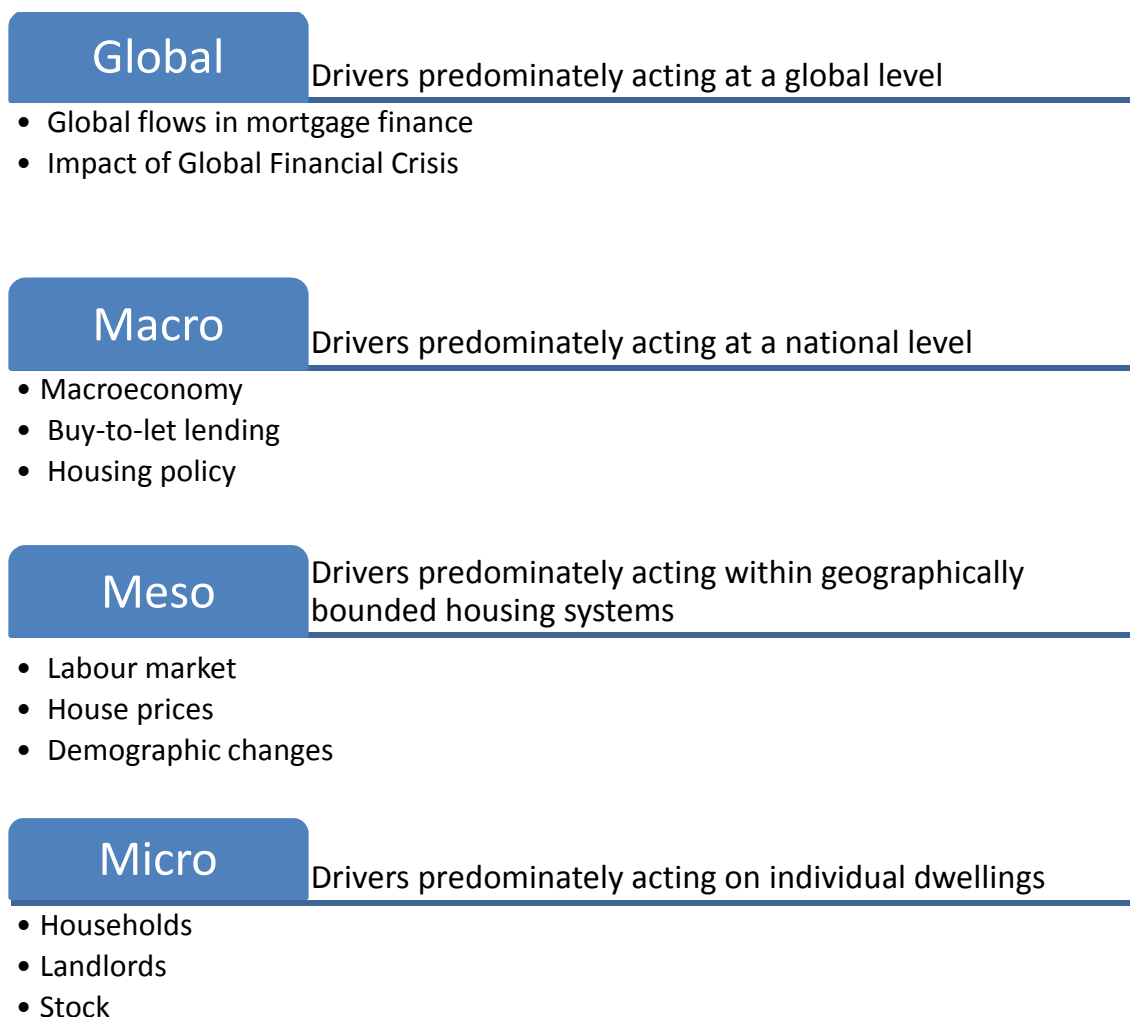 Global
Drivers predominately acting at a global level
• Global flows in mortgage finance
• Impact of Global Financial Crisis
Macro
Drivers predominately acting at a national level
• Macroeconomy
• Buy-to-let lending
• Housing policy
Meso
Drivers predominately acting within geographically
bounded housing systems
• Labour market
• House prices
• Demographic changes
Micro
Drivers predominately acting on individual dwellings
• Households
• Landlords
• Stock